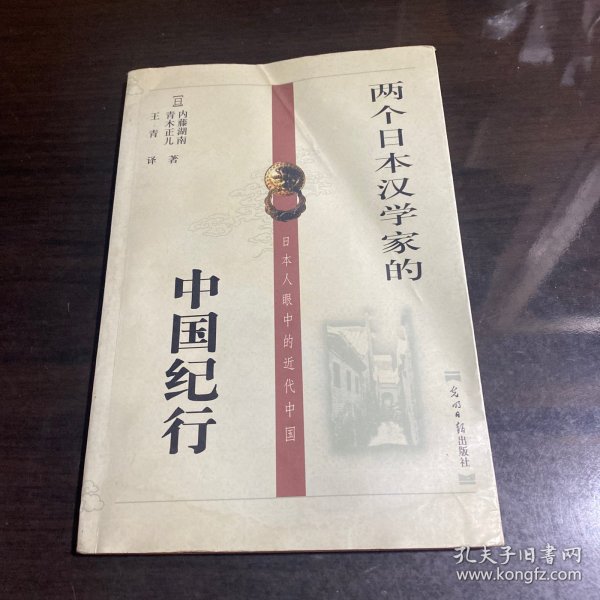 两个日本汉学家的
中国纪行
日本人眼中的近代中国
［日］内藤湖南
青木正儿 著
王青 译
光明日报出版社
孔夫子旧书网
www.kongfz.com